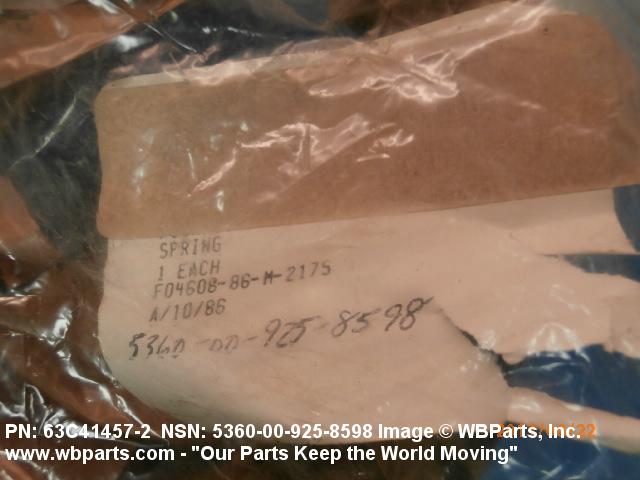 SPRING
1 EACH
F04608-86-M-2175
A/10/86
5360-00-925-8598
PN: 63C41457-2 NSN: 5360-00-925-8598 Image © WBParts, Inc.
www.wbparts.com - "Our Parts Keep the World Moving"